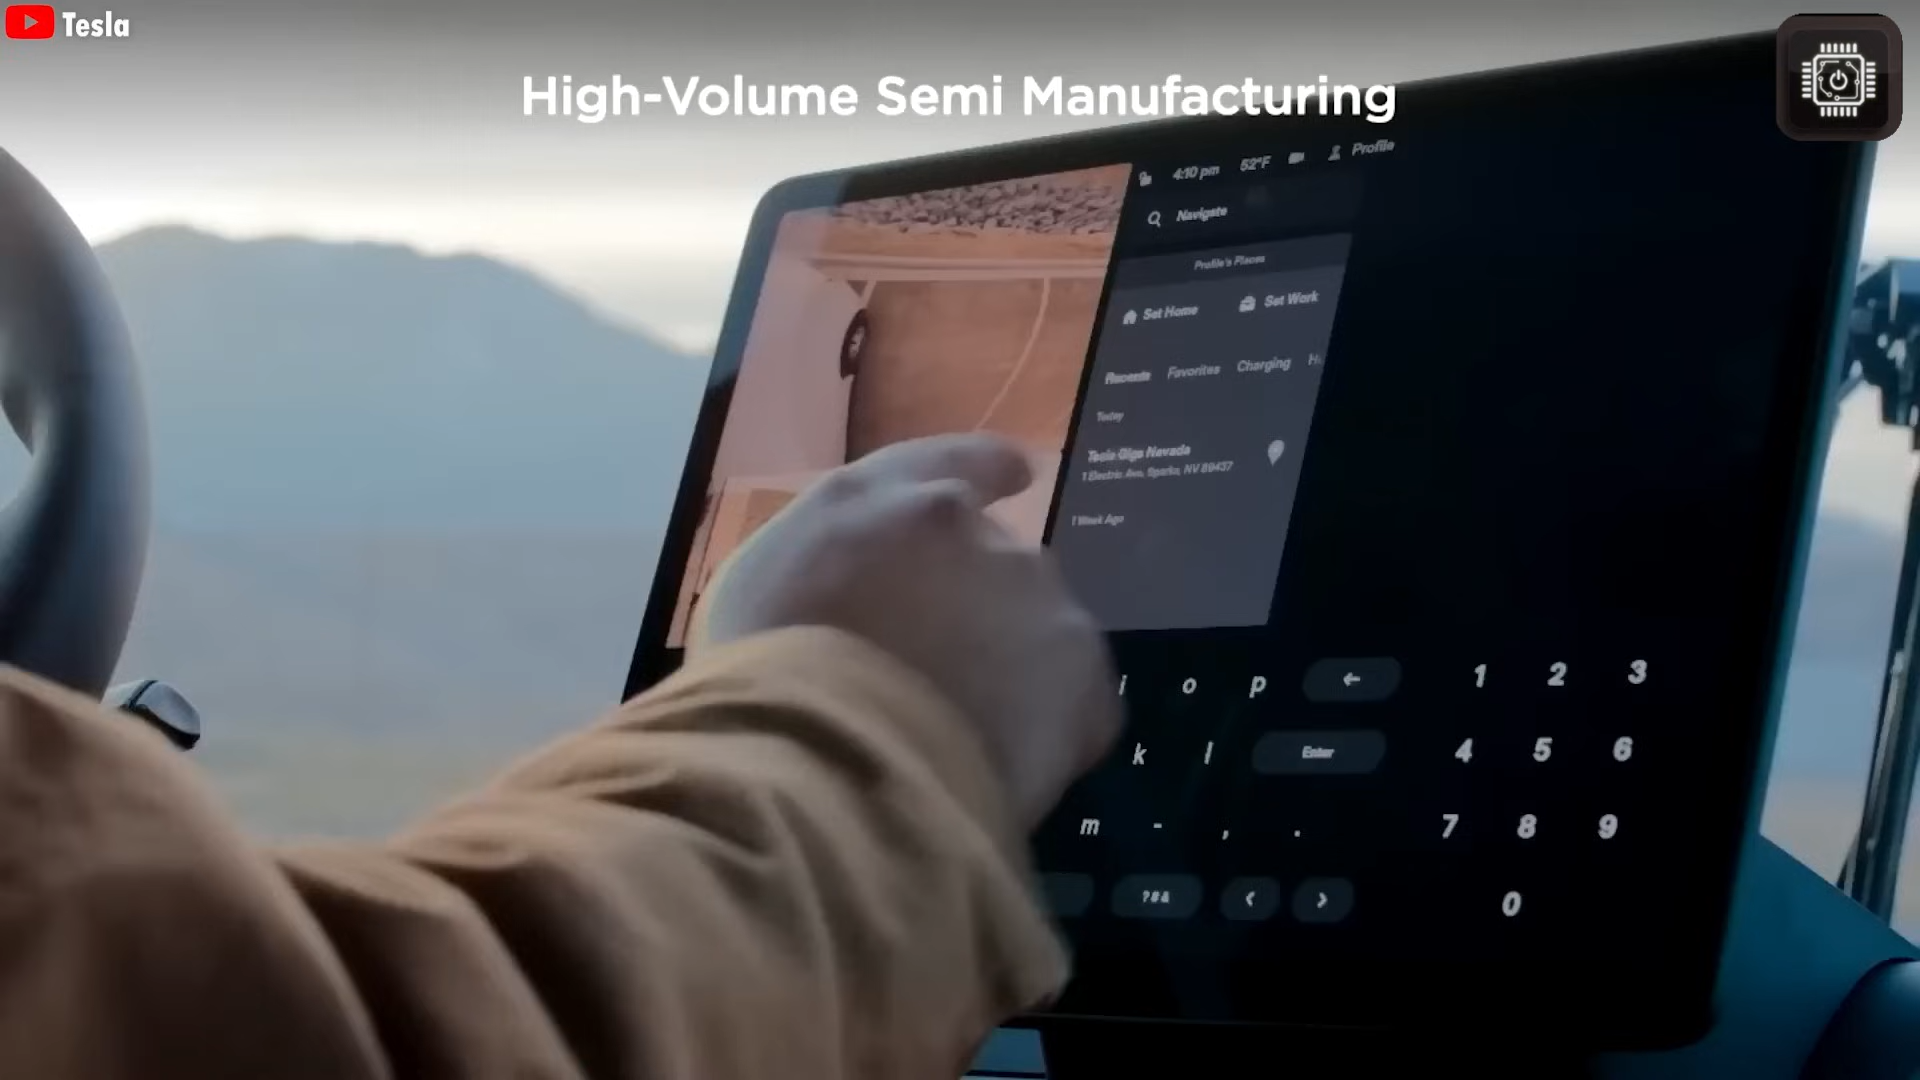 Tesla
High-Volume Semi Manufacturing
4:10 pm 52°F Profile
Navigate
Profile's Places
Set Home Set Work
Recents Favorites Charging H
Today
Tesla Giga Nevada
1 Electric Ave, Sparks, NV 89437
1 Week Ago
i o p ← 1 2 3
k l Enter 4 5 6
m - , . 7 8 9
?#& < > 0